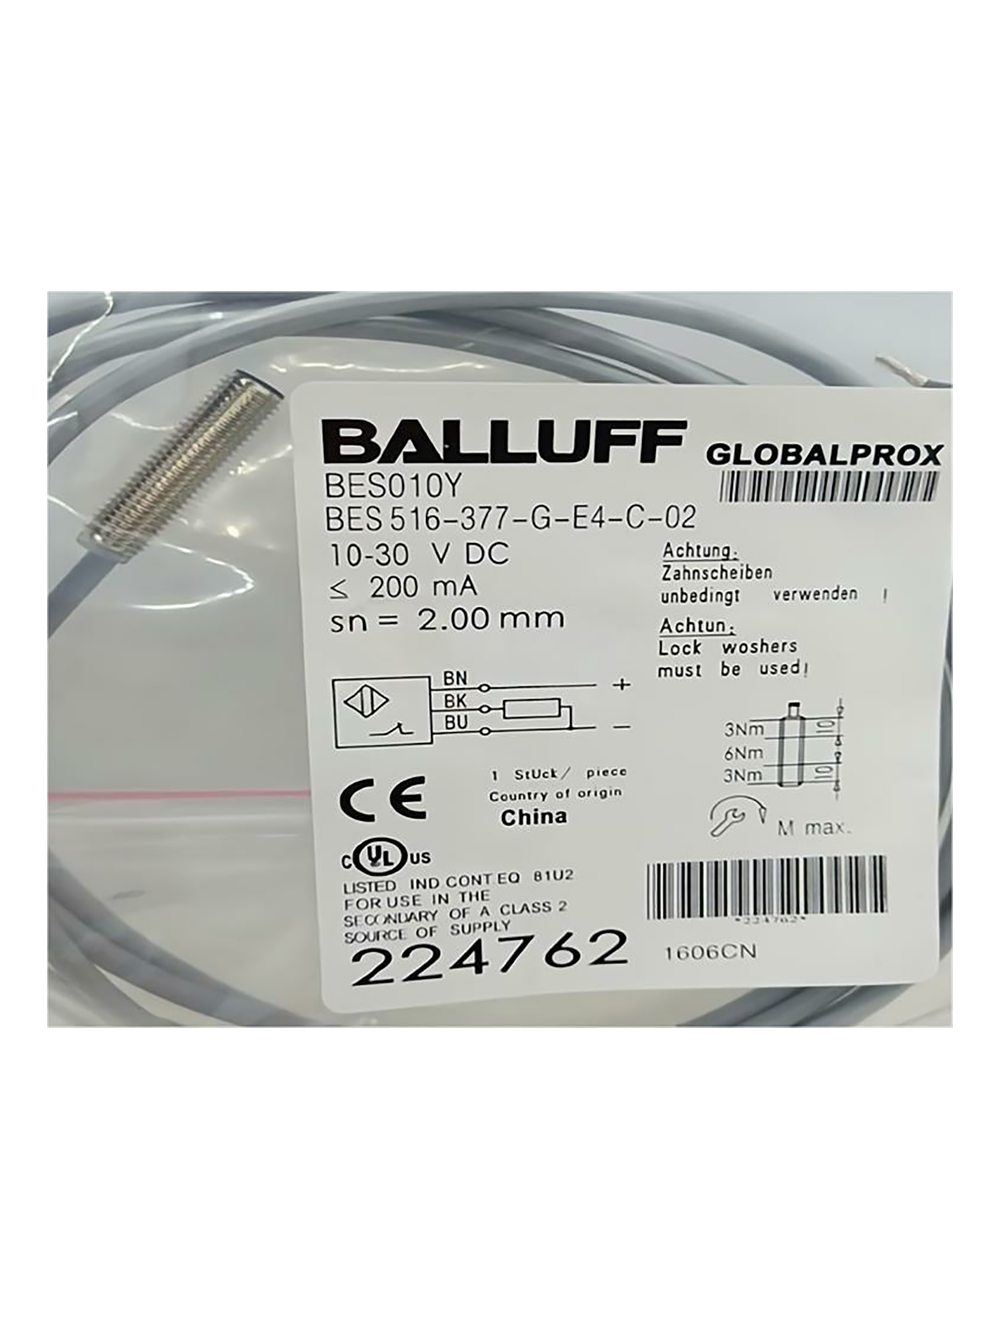 BALLUFF GLOBALPROX
BES010Y
BES 516-377-G-E4-C-02
10-30 V DC
≤ 200 mA
sn = 2.00 mm
Achtung:
Zahnscheiben
unbedingt verwenden !
Achtun:
Lock woshers
must be used!
BN +
BK
BU −
3Nm 10
6Nm
3Nm 10
M max.
1 StUck/ piece
Country of origin
China
CE
C UL US
LISTED IND CONT EQ 81U2
FOR USE IN THE
SECONDARY OF A CLASS 2
SOURCE OF SUPPLY
224762
*224762*
1606CN